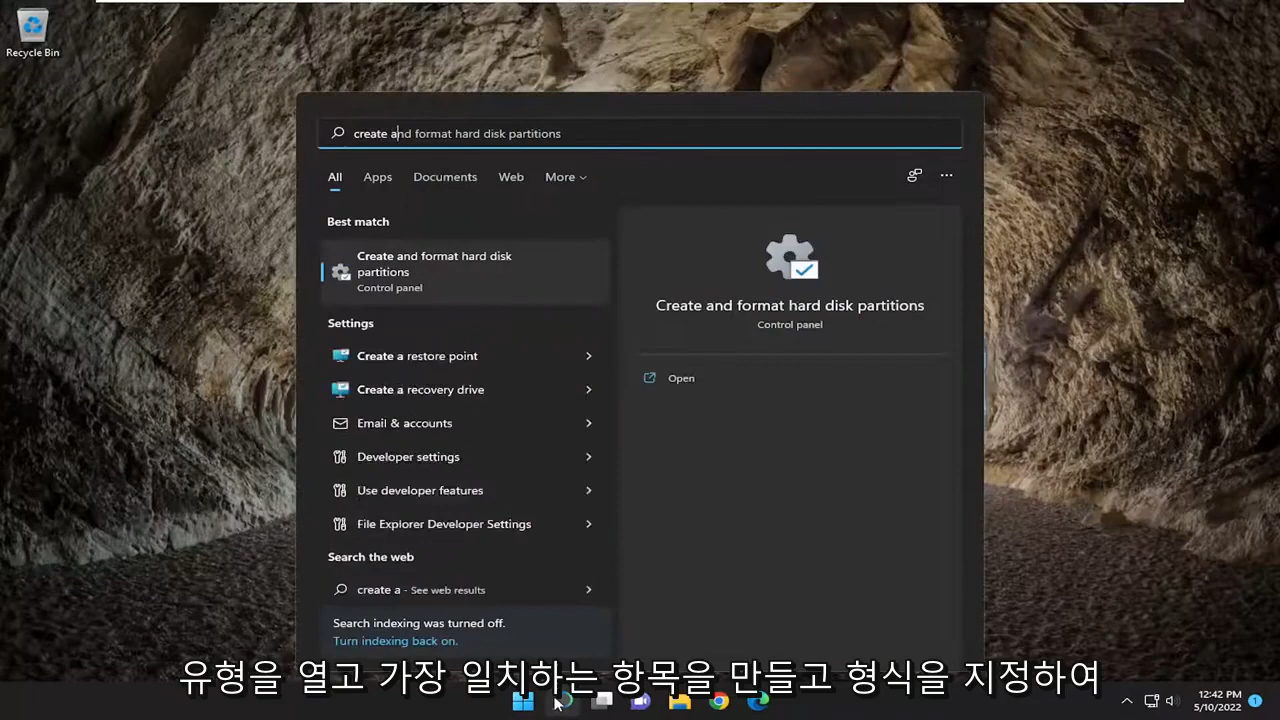 Recycle Bin
create and format hard disk partitions
All
Apps
Documents
Web
More
Best match
Create and format hard disk
partitions
Control panel
Settings
Create a restore point
Create a recovery drive
Email & accounts
Developer settings
Use developer features
File Explorer Developer Settings
Search the web
create a - See web results
Search indexing was turned off.
Turn indexing back on.
Create and format hard disk partitions
Control panel
Open
유형을 열고 가장 일치하는 항목을 만들고 형식을 지정하여
12:42 PM
5/10/2022
1